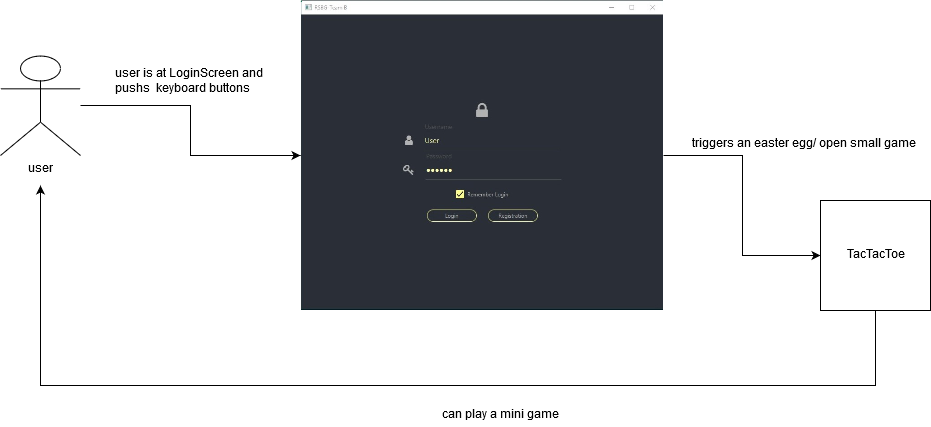 RSBG Team B
user is at LoginScreen and
pushs keyboard buttons
Username
User
Password
Remember Login
Login
Registration
triggers an easter egg/ open small game
user
TacTacToe
can play a mini game